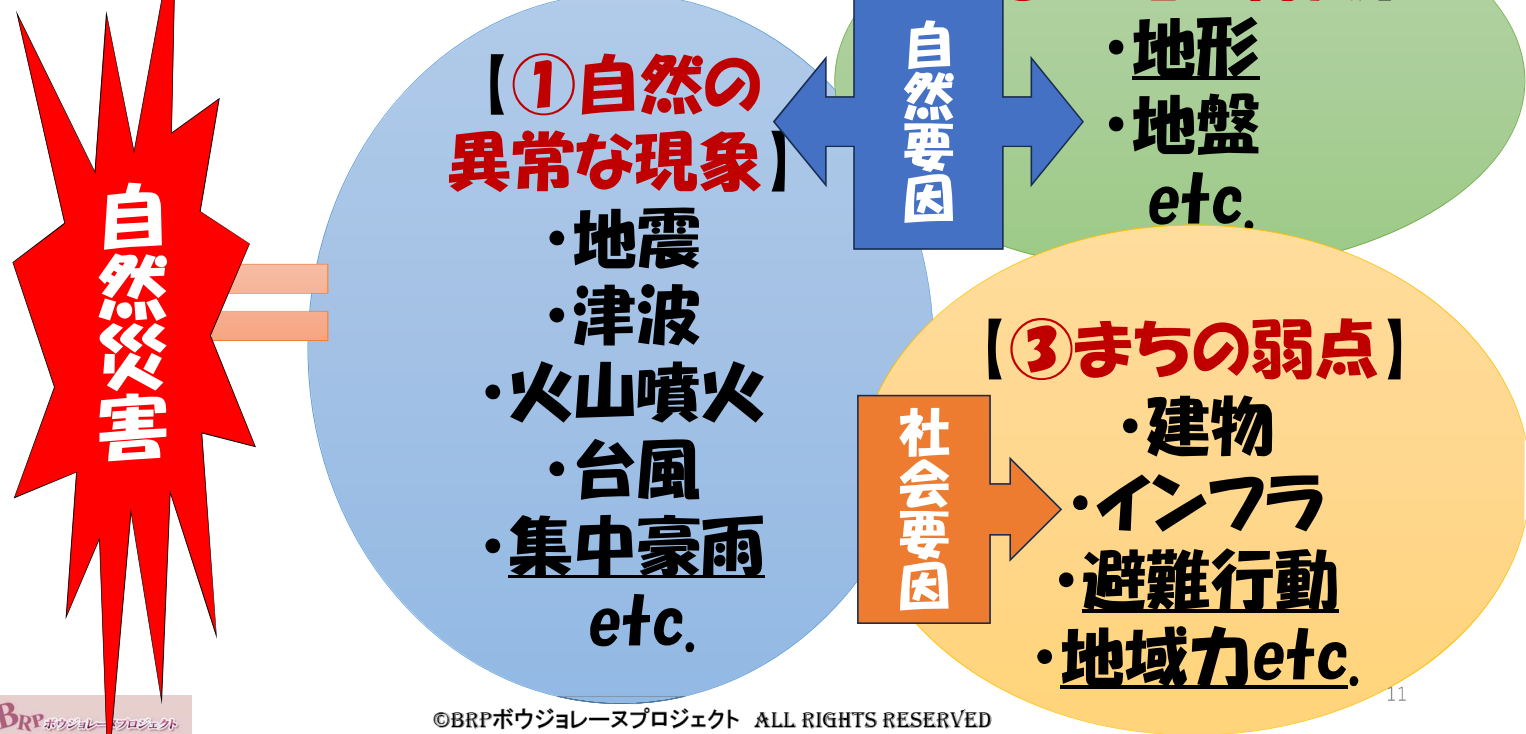 自然災害
【①自然の
異常な現象】
・地震
・津波
・火山噴火
・台風
・集中豪雨
etc.
自然要因
・地形
・地盤
etc.
社会要因
【③まちの弱点】
・建物
・インフラ
・避難行動
・地域力etc.
11
BRPボウジョレーヌプロジェクト
©BRPボウジョレーヌプロジェクト ALL RIGHTS RESERVED